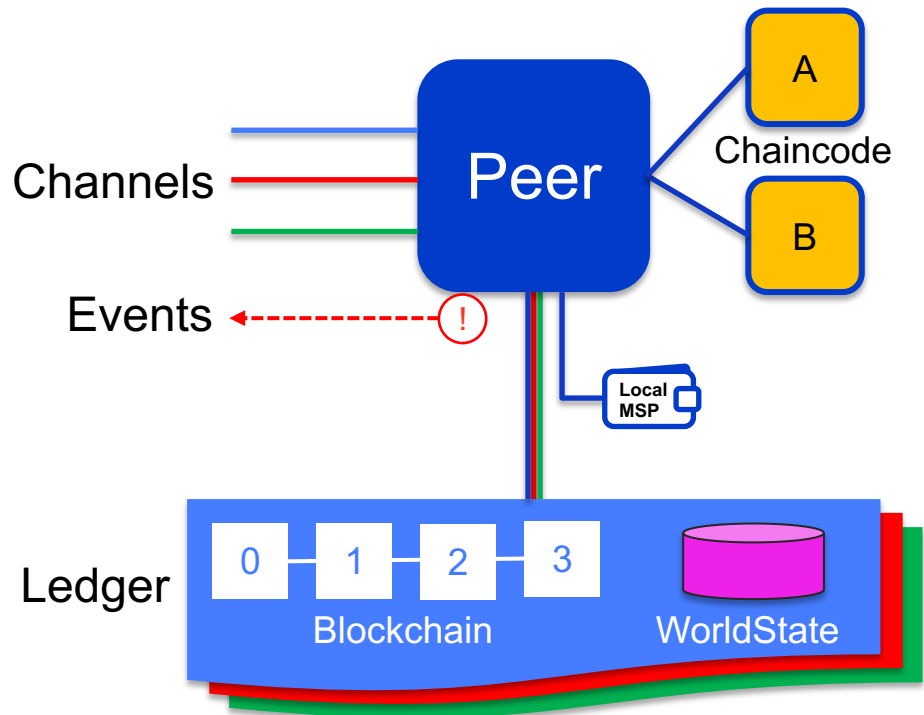 A
Chaincode
B
Peer
Channels
Events
!
Local
MSP
Ledger
0
1
2
3
Blockchain
WorldState